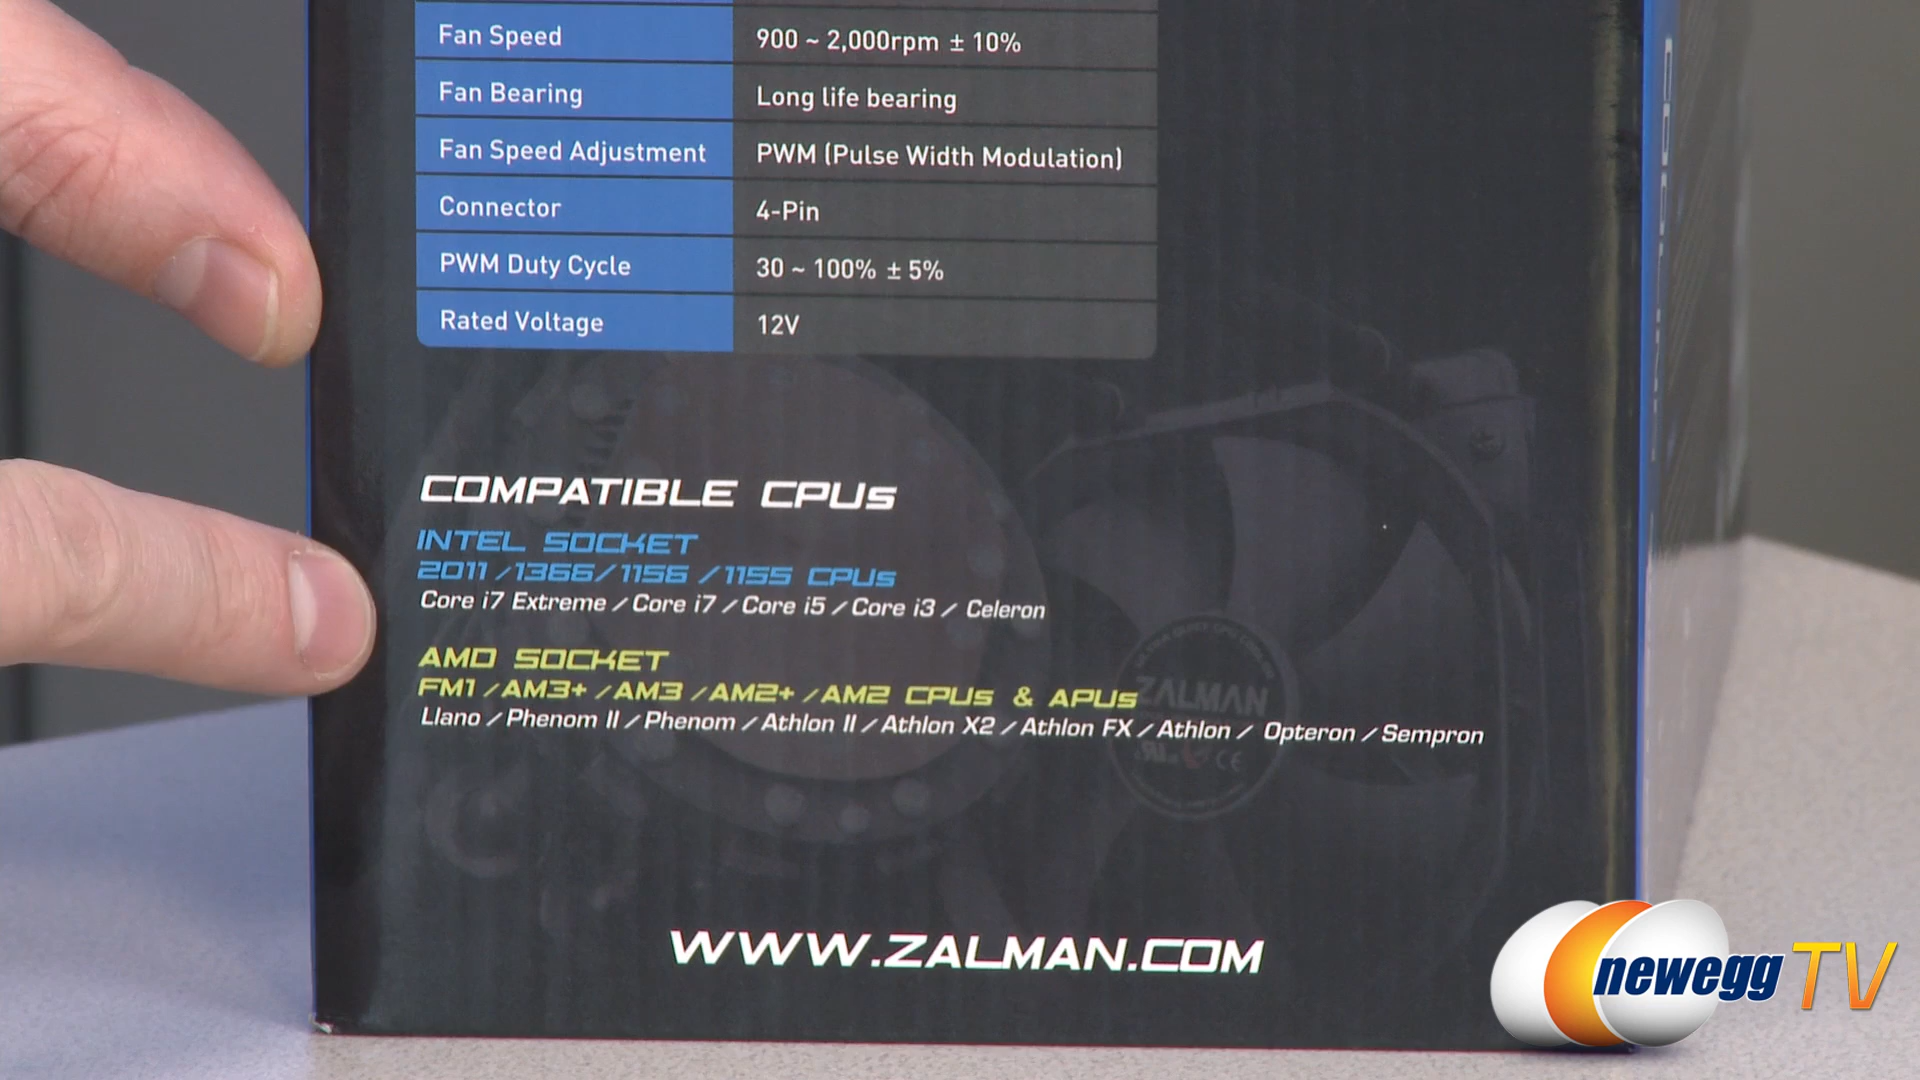 Fan Speed 900 ~ 2,000rpm ± 10%
Fan Bearing Long life bearing
Fan Speed Adjustment PWM (Pulse Width Modulation)
Connector 4-Pin
PWM Duty Cycle 30 ~ 100% ± 5%
Rated Voltage 12V
COMPATIBLE CPUs
INTEL SOCKET
2011 /1366/1156 /1155 CPUs
Core i7 Extreme / Core i7 / Core i5 / Core i3 / Celeron
AMD SOCKET
FM1 /AM3+ /AM3 /AM2+ /AM2 CPUs & APUs
Llano / Phenom II / Phenom / Athlon II / Athlon X2 / Athlon FX / Athlon / Opteron / Sempron
ZALMAN
CE
WWW.ZALMAN.COM
newegg TV